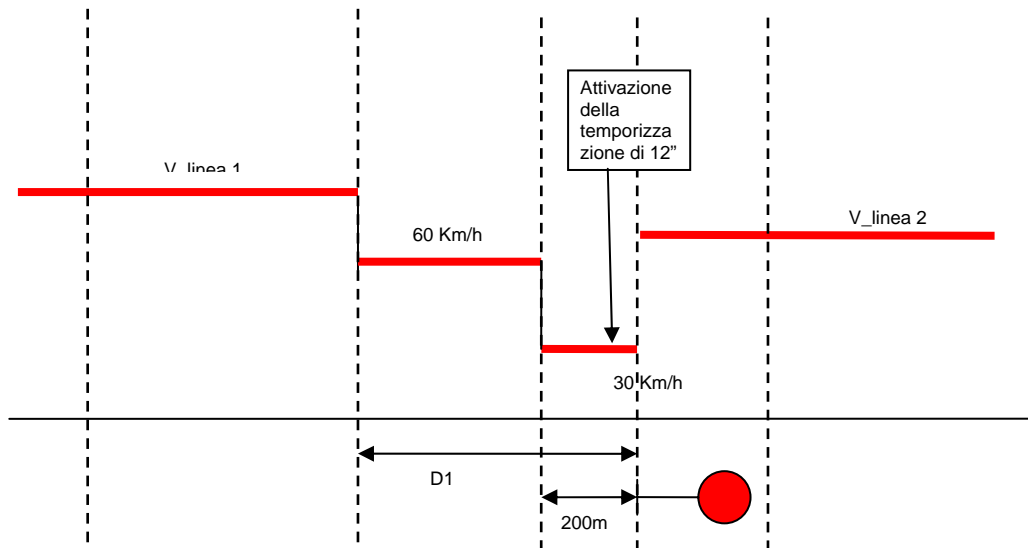 Attivazione
della
temporizza
zione di 12”
V_linea 1
V_linea 2
60 Km/h
30 Km/h
D1
200m